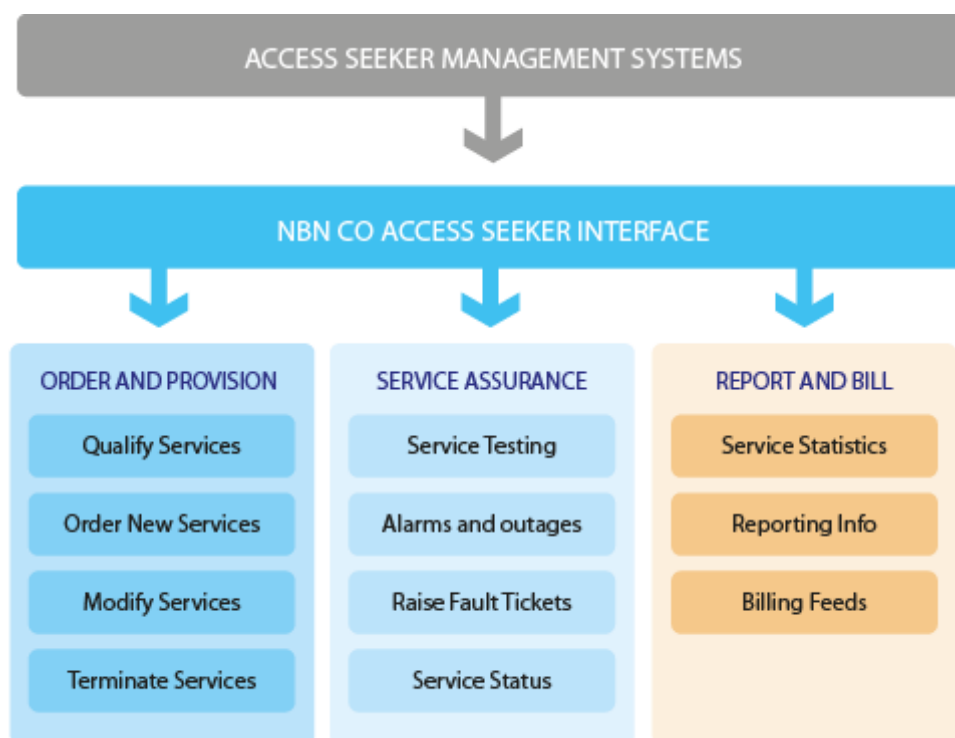 ACCESS SEEKER MANAGEMENT SYSTEMS
NBN CO ACCESS SEEKER INTERFACE
ORDER AND PROVISION
Qualify Services
Order New Services
Modify Services
Terminate Services
SERVICE ASSURANCE
Service Testing
Alarms and outages
Raise Fault Tickets
Service Status
REPORT AND BILL
Service Statistics
Reporting Info
Billing Feeds